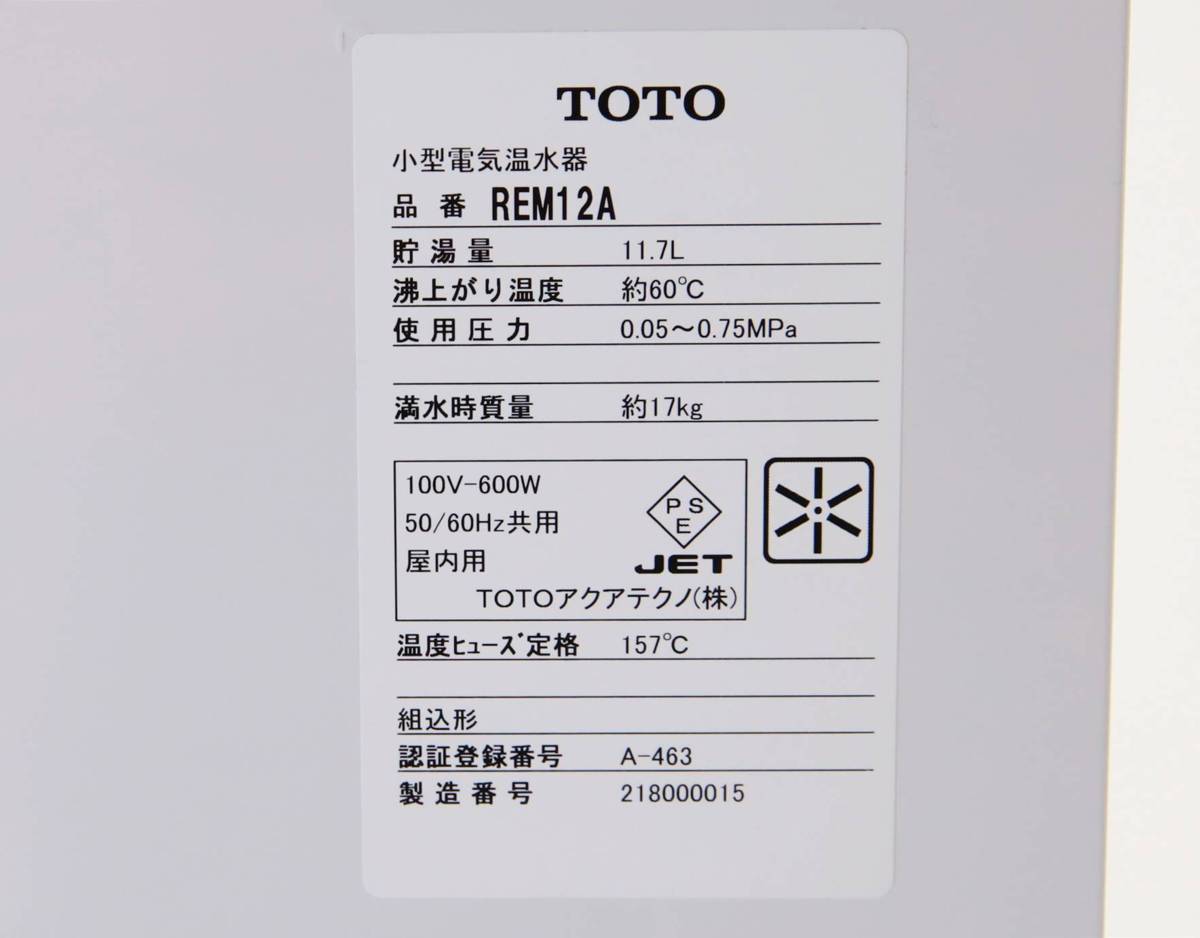 TOTO
小型電気温水器
品番 REM12A
貯湯量 11.7L
沸上がり温度 約60℃
使用圧力 0.05～0.75MPa
満水時質量 約17kg
100V-600W
50/60Hz共用
屋内用
PS
E
JET
TOTOアクアテクノ(株)
温度ﾋｭｰｽﾞ定格 157℃
組込形
認証登録番号 A-463
製造番号 218000015